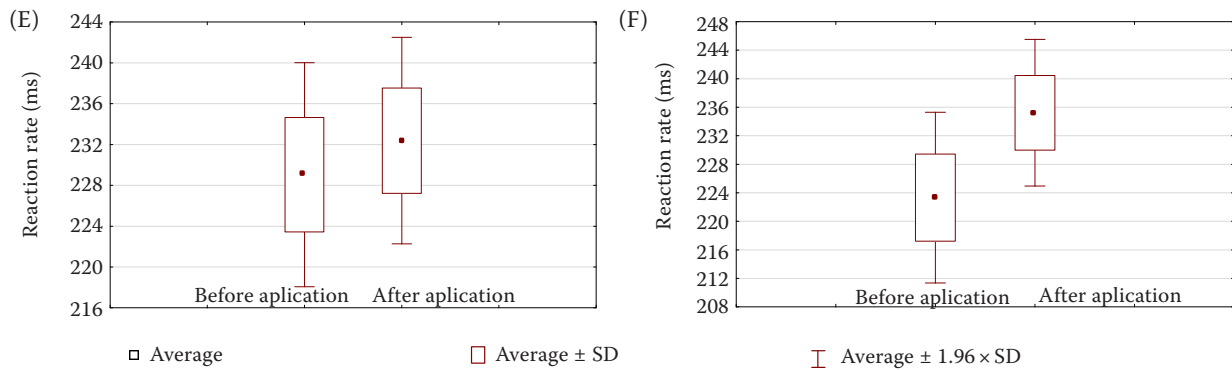 (E)
Reaction rate (ms)
244
240
236
232
228
224
220
216
Before aplication
After aplication
(F)
Reaction rate (ms)
248
244
240
236
232
228
224
220
216
212
208
Before aplication
After aplication
Average
Average ± SD
Average ± 1.96 × SD